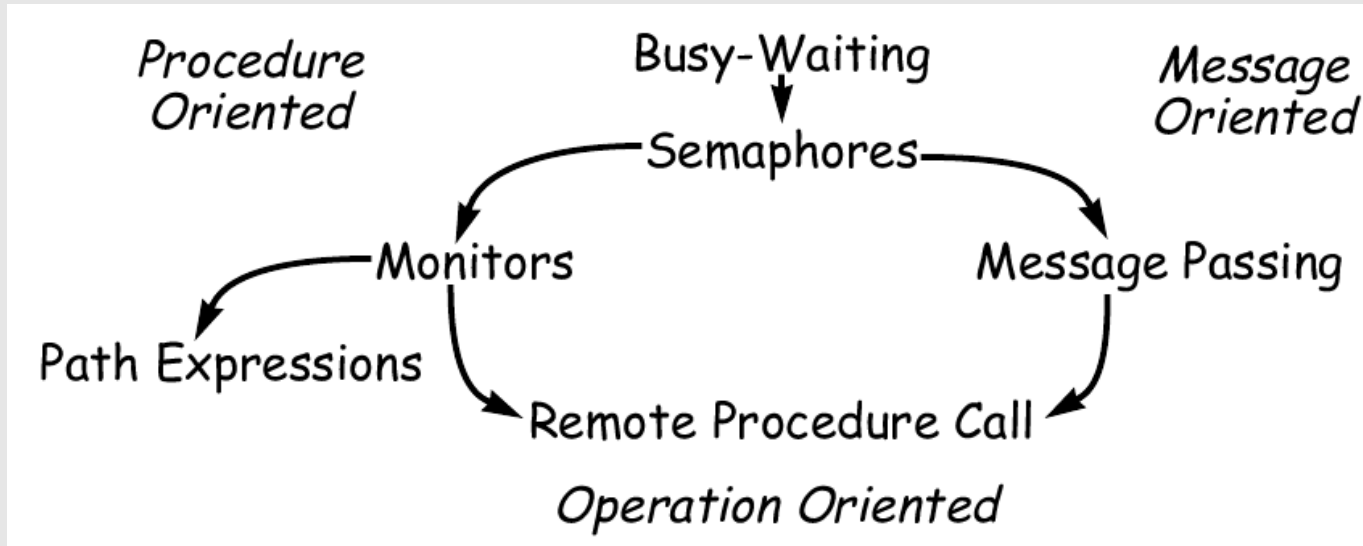 Procedure
Oriented
Busy-Waiting
Message
Oriented
Semaphores
Monitors
Message Passing
Path Expressions
Remote Procedure Call
Operation Oriented